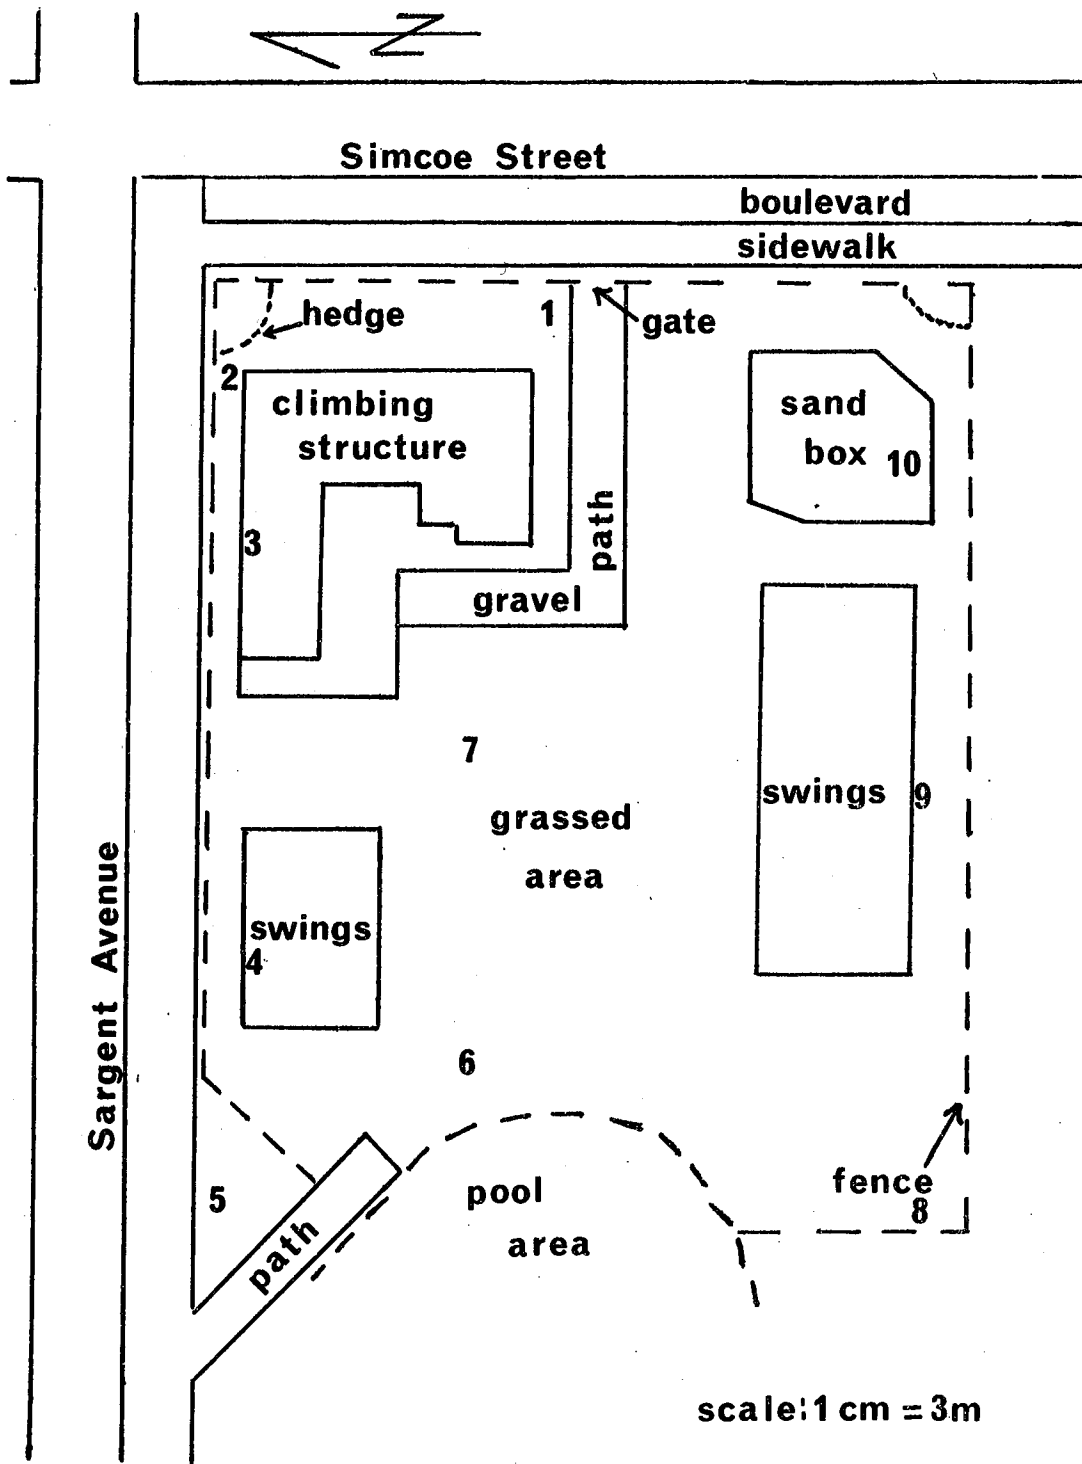 N
Simcoe Street
boulevard
sidewalk
hedge
1
gate
2
climbing
structure
sand
box 10
3
path
gravel
7
swings 9
grassed
area
swings
4
Sargent Avenue
6
5
pool
area
path
fence
8
scale:1 cm = 3m